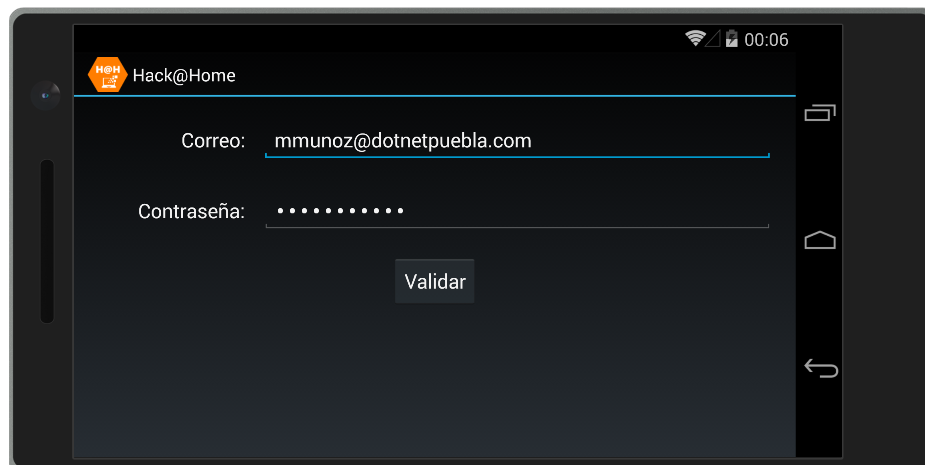 00:06
H@H
Hack@Home
Correo: mmunoz@dotnetpuebla.com
Contraseña: •••••••••••
Validar